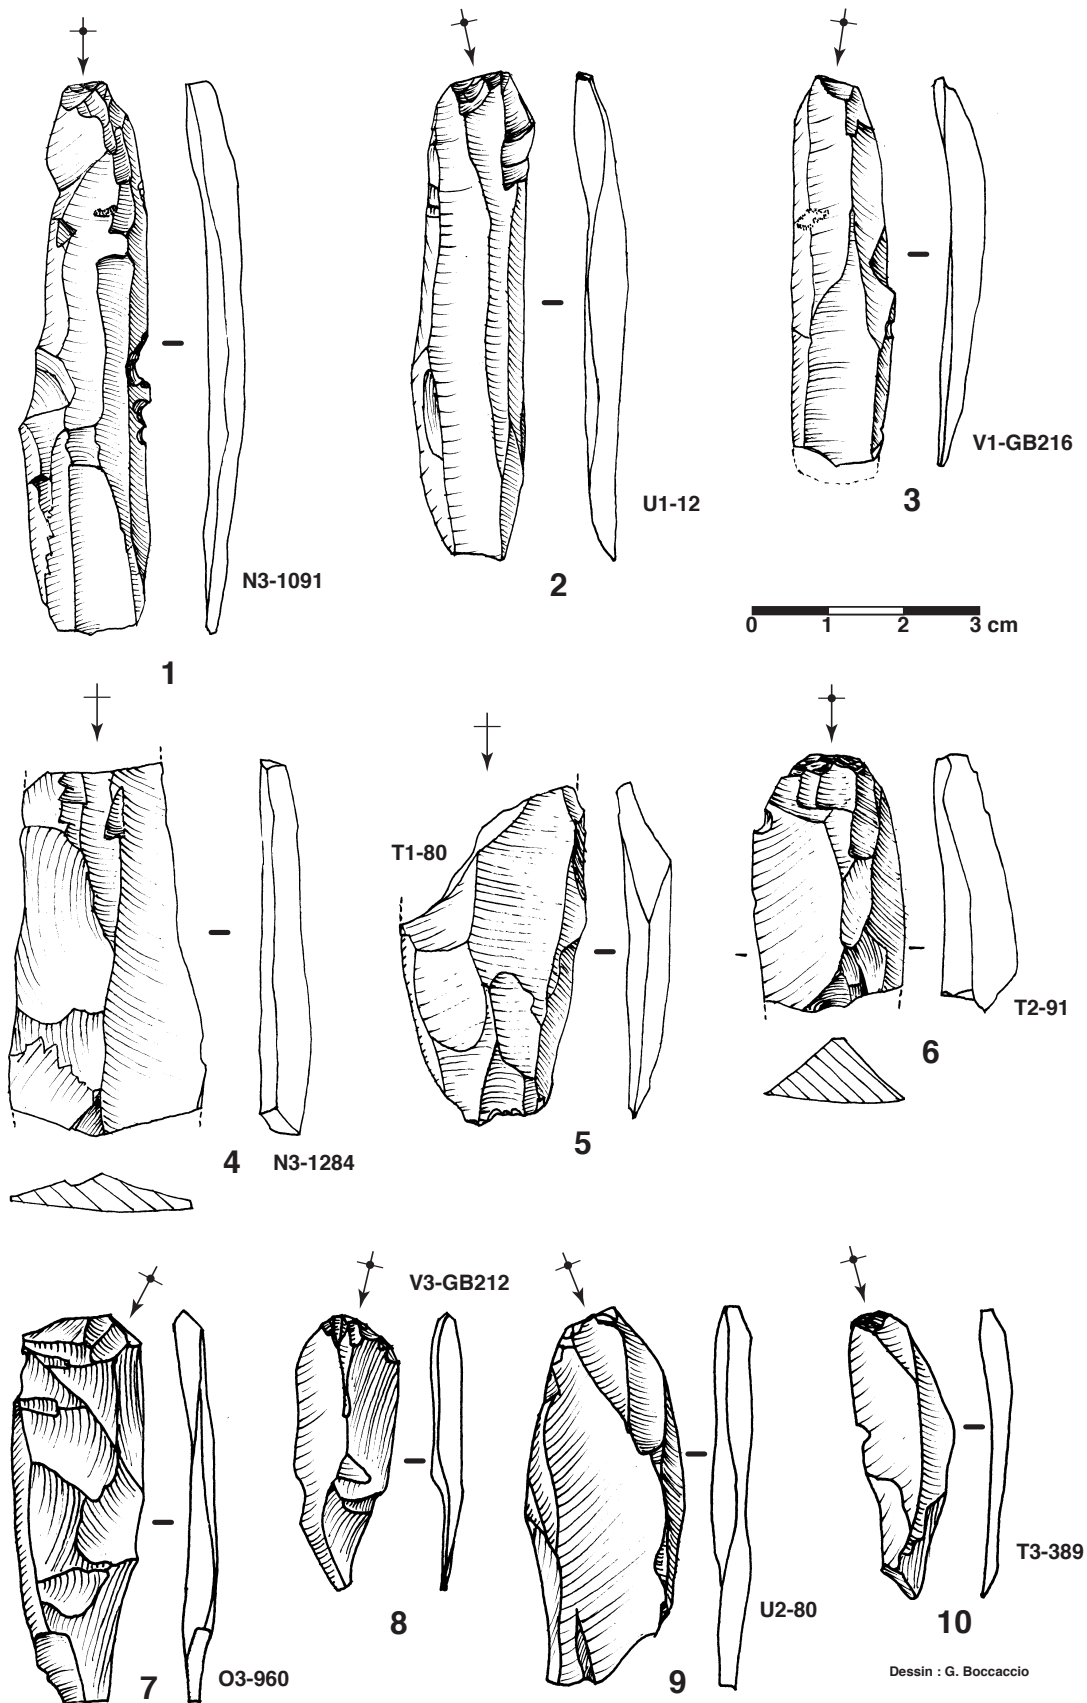 V1-GB216
3
U1-12
2
N3-1091
1
0 1 2 3 cm
T1-80
T2-91
6
5
4 N3-1284
V3-GB212
T3-389
U2-80
8
10
Dessin : G. Boccaccio
7 O3-960
9